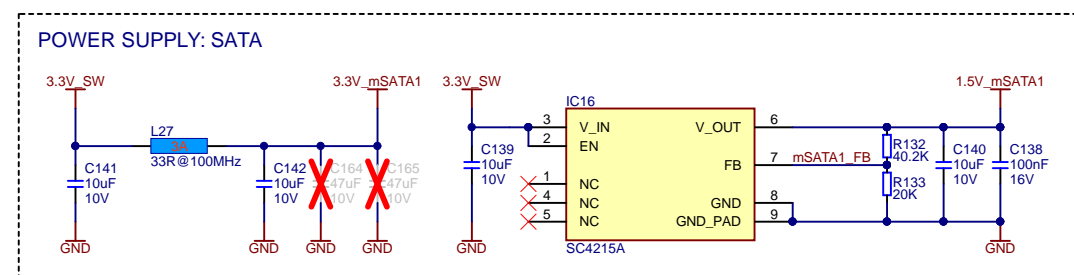 POWER SUPPLY: SATA
3.3V_SW
3.3V_mSATA1
L27
3A
33R@100MHz
C141
10uF
10V
C142
10uF
10V
C164
47uF
10V
C165
47uF
10V
GND
GND
GND
GND
3.3V_SW
1.5V_mSATA1
IC16
3
V_IN
V_OUT
6
2
EN
C139
10uF
10V
FB
7
mSATA1_FB
R132
40.2K
R133
20K
C140
10uF
10V
C138
100nF
16V
1
NC
4
NC
GND
8
5
NC
GND_PAD
9
SC4215A
GND
GND